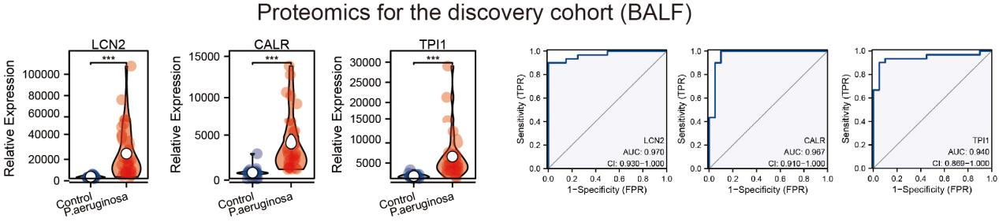 Proteomics for the discovery cohort (BALF)
LCN2
Relative Expression
100000
80000
60000
40000
20000
0
***
Control
P.aeruginosa
CALR
Relative Expression
15000
10000
5000
0
***
Control
P.aeruginosa
TPI1
Relative Expression
30000
25000
20000
15000
10000
5000
***
Control
P.aeruginosa
Sensitivity (TPR)
1.0
0.8
0.6
0.4
0.2
0.0
LCN2
AUC: 0.970
CI: 0.930−1.000
0.0 0.2 0.4 0.6 0.8 1.0
1−Specificity (FPR)
Sensitivity (TPR)
1.0
0.8
0.6
0.4
0.2
0.0
CALR
AUC: 0.967
CI: 0.910−1.000
0.0 0.2 0.4 0.6 0.8 1.0
1−Specificity (FPR)
Sensitivity (TPR)
1.0
0.8
0.6
0.4
0.2
0.0
TPI1
AUC: 0.940
CI: 0.869−1.000
0.0 0.2 0.4 0.6 0.8 1.0
1−Specificity (FPR)